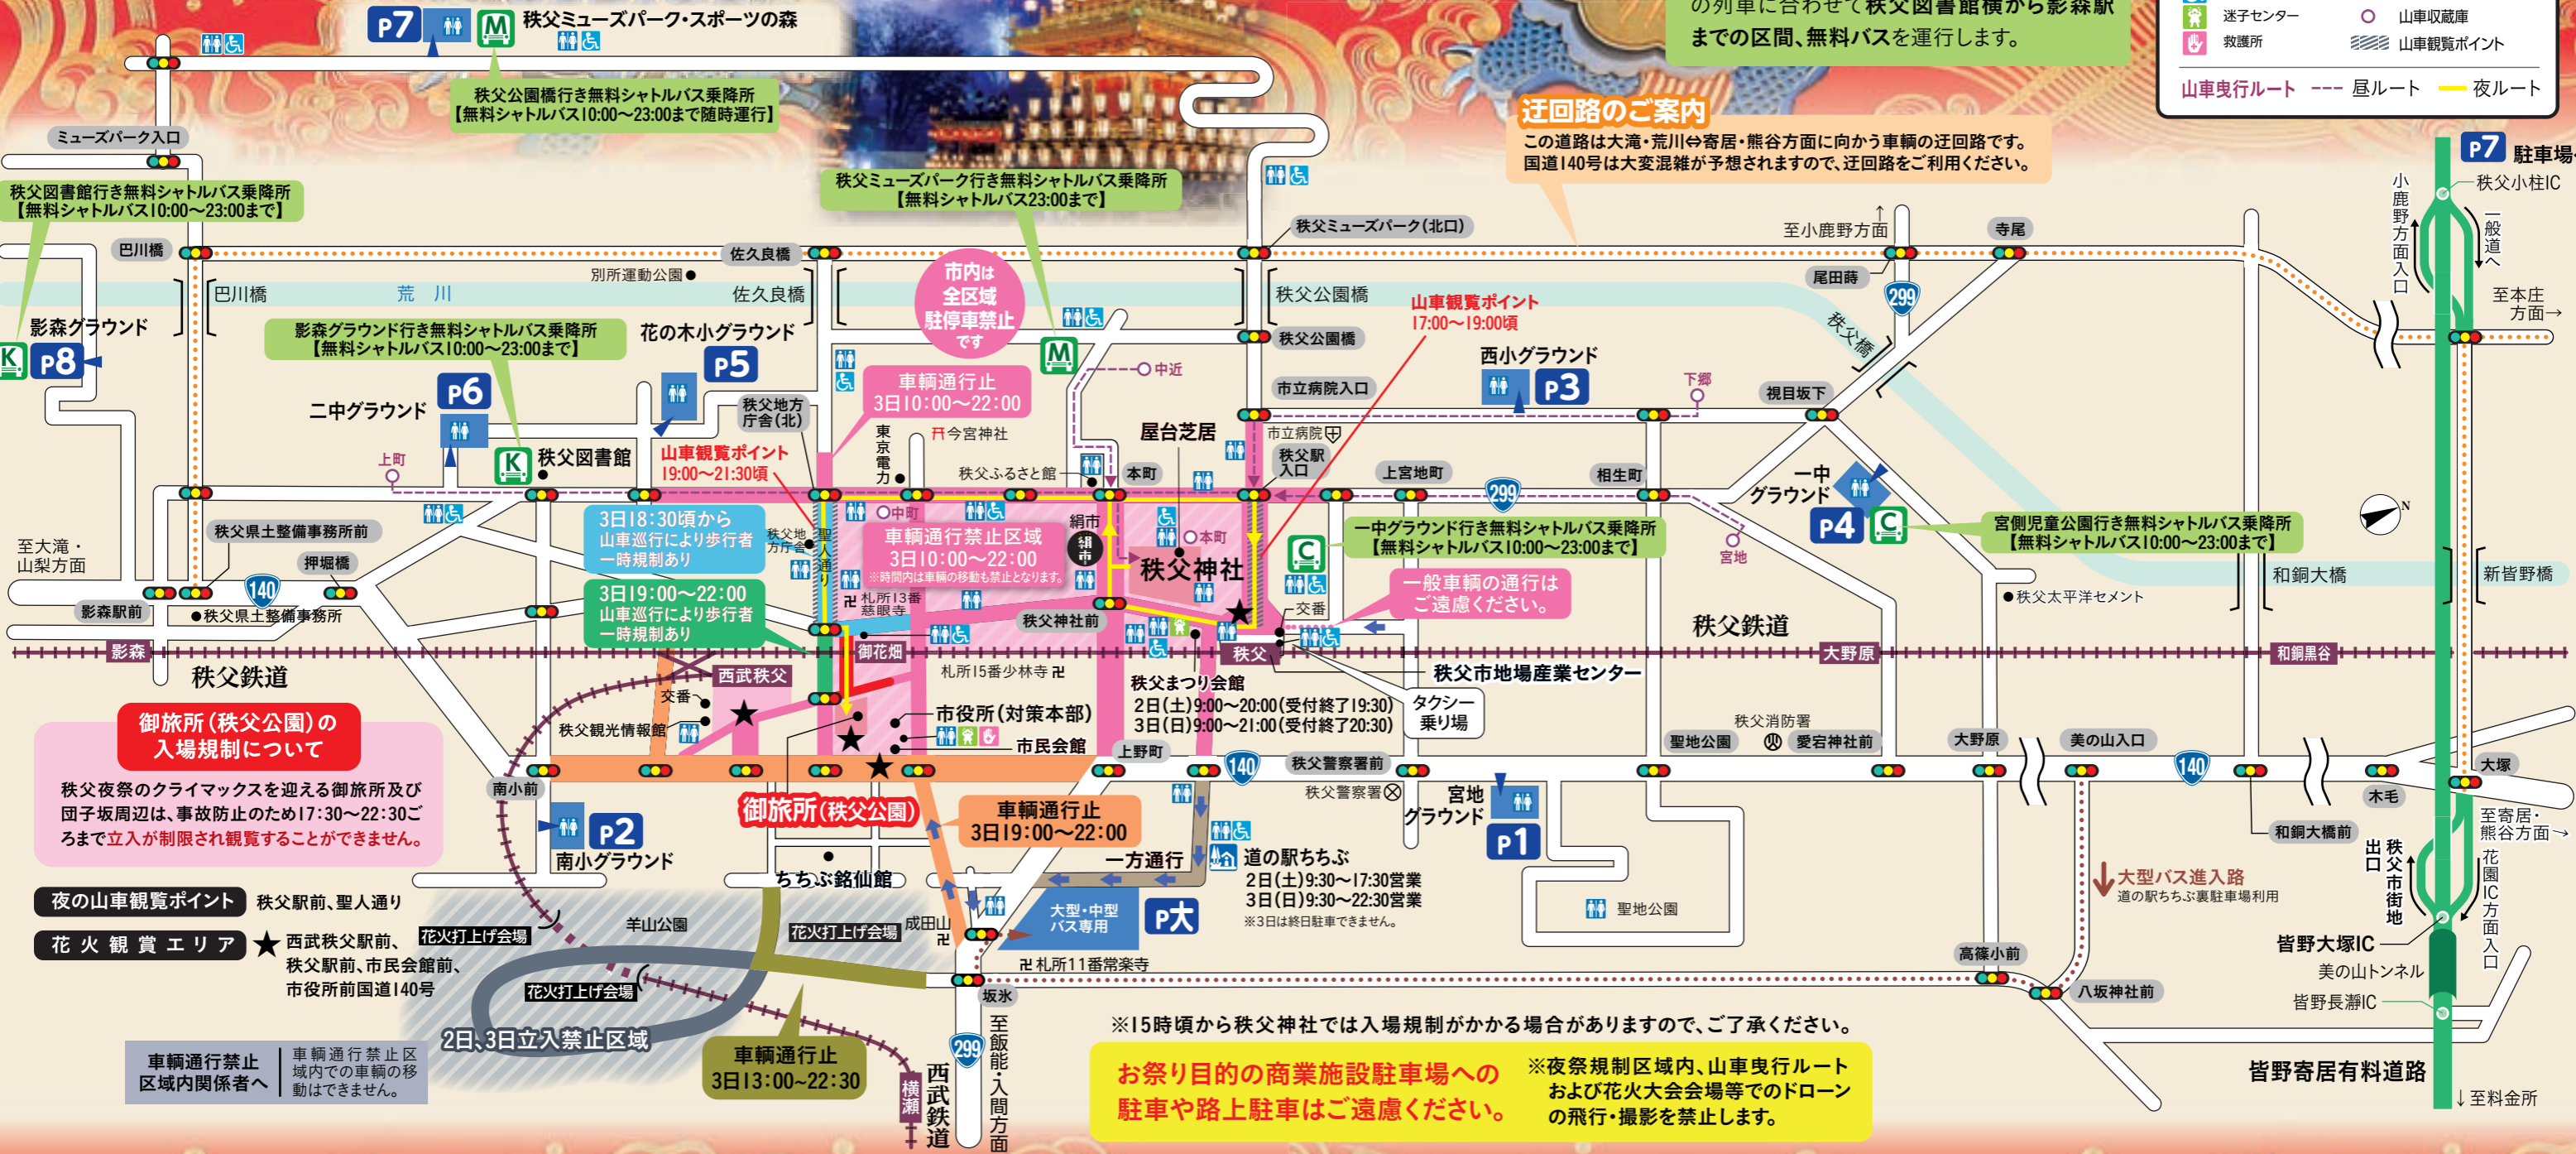 P7
M
秩父ミューズパーク・スポーツの森
秩父公園橋行き無料シャトルバス乗降所
【無料シャトルバス10:00～23:00まで随時運行】
の列車に合わせて秩父図書館横から影森駅
までの区間、無料バスを運行します。
迷子センター
山車収蔵庫
救護所
山車観覧ポイント
山車曳行ルート
昼ルート
夜ルート
迂回路のご案内
この道路は大滝・荒川⇔寄居・熊谷方面に向かう車輌の迂回路です。
国道140号は大変混雑が予想されますので、迂回路をご利用ください。
ミューズパーク入口
秩父図書館行き無料シャトルバス乗降所
【無料シャトルバス10:00～23:00まで】
秩父ミューズパーク行き無料シャトルバス乗降所
【無料シャトルバス23:00まで】
P7
駐車場
秩父小柱IC
小鹿野方面入口
一般道へ
至本庄
方面→
巴川橋
佐久良橋
秩父ミューズパーク(北口)
至小鹿野方面
↑
寺尾
尾田蒔
299
別所運動公園
巴川橋
荒川
佐久良橋
秩父公園橋
秩父橋
市内は
全区域
駐停車禁止
です
影森グラウンド
K
P8
影森グラウンド行き無料シャトルバス乗降所
【無料シャトルバス10:00～23:00まで】
花の木小グラウンド
P5
M
中近
秩父公園橋
山車観覧ポイント
17:00～19:00頃
西小グラウンド
P3
下郷
視目坂下
市立病院入口
二中グラウンド
P6
K
秩父図書館
上町
秩父地方
庁舎(北)
車輌通行止
3日10:00～22:00
東京電力
今宮神社
山車観覧ポイント
19:00～21:30頃
秩父ふるさと館
本町
屋台芝居
市立病院
秩父駅
入口
上宮地町
299
相生町
一中
グラウンド
P4
C
宮側児童公園行き無料シャトルバス乗降所
【無料シャトルバス10:00～23:00まで】
宮地
N
3日18:30頃から
山車巡行により歩行者
一時規制あり
秩父地
方庁舎
聖人通り
中町
車輌通行禁止区域
3日10:00～22:00
※時間内は車輌の移動も禁止となります。
絹市
絹市
本町
秩父神社
C
一中グラウンド行き無料シャトルバス乗降所
【無料シャトルバス10:00～23:00まで】
一般車輌の通行は
ご遠慮ください。
秩父県土整備事務所前
至大滝・
山梨方面
押堀橋
140
影森駅前
秩父県土整備事務所
3日19:00～22:00
山車巡行により歩行者
一時規制あり
札所13番
慈眼寺
秩父神社前
交番
秩父太平洋セメント
和銅大橋
新皆野橋
影森
秩父鉄道
西武秩父
御花畑
札所15番少林寺
秩父
秩父鉄道
大野原
和銅黒谷
秩父市地場産業センター
秩父まつり会館
2日(土)9:00～20:00(受付終了19:30)
3日(日)9:00～21:00(受付終了20:30)
タクシー
乗り場
交番
秩父観光情報館
市役所(対策本部)
市民会館
御旅所(秩父公園)の
入場規制について
秩父夜祭のクライマックスを迎える御旅所及び
団子坂周辺は、事故防止のため17:30～22:30ご
ろまで立入が制限され観覧することができません。
上野町
140
秩父警察署前
秩父警察署
秩父消防署
聖地公園
愛宕神社前
大野原
美の山入口
140
大塚
木毛
和銅大橋前
至寄居・
熊谷方面→
南小前
P2
南小グラウンド
御旅所(秩父公園)
車輌通行止
3日19:00～22:00
宮地
グラウンド
P1
ちちぶ銘仙館
一方通行
道の駅ちちぶ
2日(土)9:30～17:30営業
3日(日)9:30～22:30営業
※3日は終日駐車できません。
聖地公園
↓大型バス進入路
道の駅ちちぶ裏駐車場利用
秩父市街地
出口
花園IC方面入口
皆野大塚IC
美の山トンネル
皆野長瀞IC
夜の山車観覧ポイント
秩父駅前、聖人通り
花火観賞エリア
★
西武秩父駅前、
秩父駅前、市民会館前、
市役所前国道140号
花火打上げ会場
羊山公園
花火打上げ会場
成田山
大型・中型
バス専用
P大
札所11番常楽寺
花火打上げ会場
坂氷
高篠小前
八坂神社前
2日、3日立入禁止区域
車輌通行止
3日13:00~22:30
車輌通行禁止
区域内関係者へ
車輌通行禁止区
域内での車輌の移
動はできません。
299
至飯能・入間方面
横瀬
西武鉄道
※15時頃から秩父神社では入場規制がかかる場合がありますので、ご了承ください。
お祭り目的の商業施設駐車場への
駐車や路上駐車はご遠慮ください。
※夜祭規制区域内、山車曳行ルート
および花火大会会場等でのドローン
の飛行・撮影を禁止します。
皆野寄居有料道路
↓至料金所